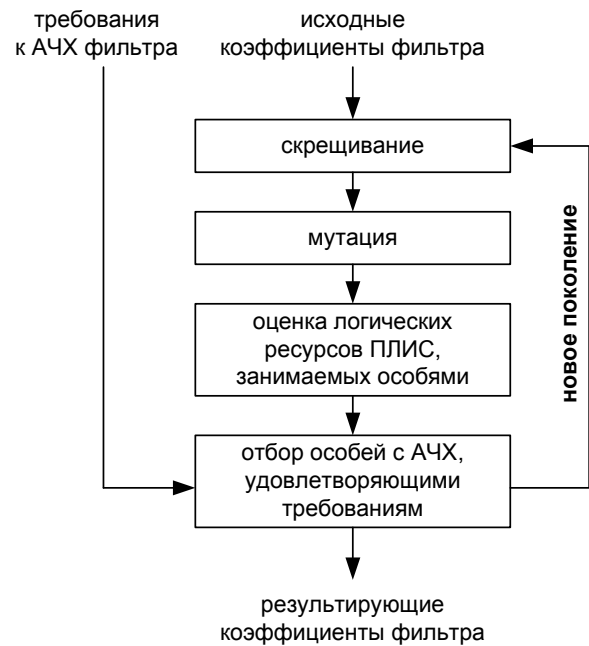 требования
к АЧХ фильтра
исходные
коэффициенты фильтра
скрещивание
мутация
оценка логических
ресурсов ПЛИС,
занимаемых особями
отбор особей с АЧХ,
удовлетворяющими
требованиям
новое поколение
результирующие
коэффициенты фильтра